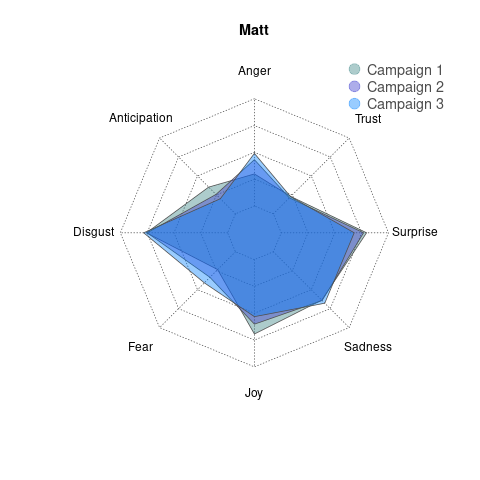 Matt
Anger
Campaign 1
Campaign 2
Campaign 3
Anticipation
Trust
Disgust
Surprise
Fear
Sadness
Joy